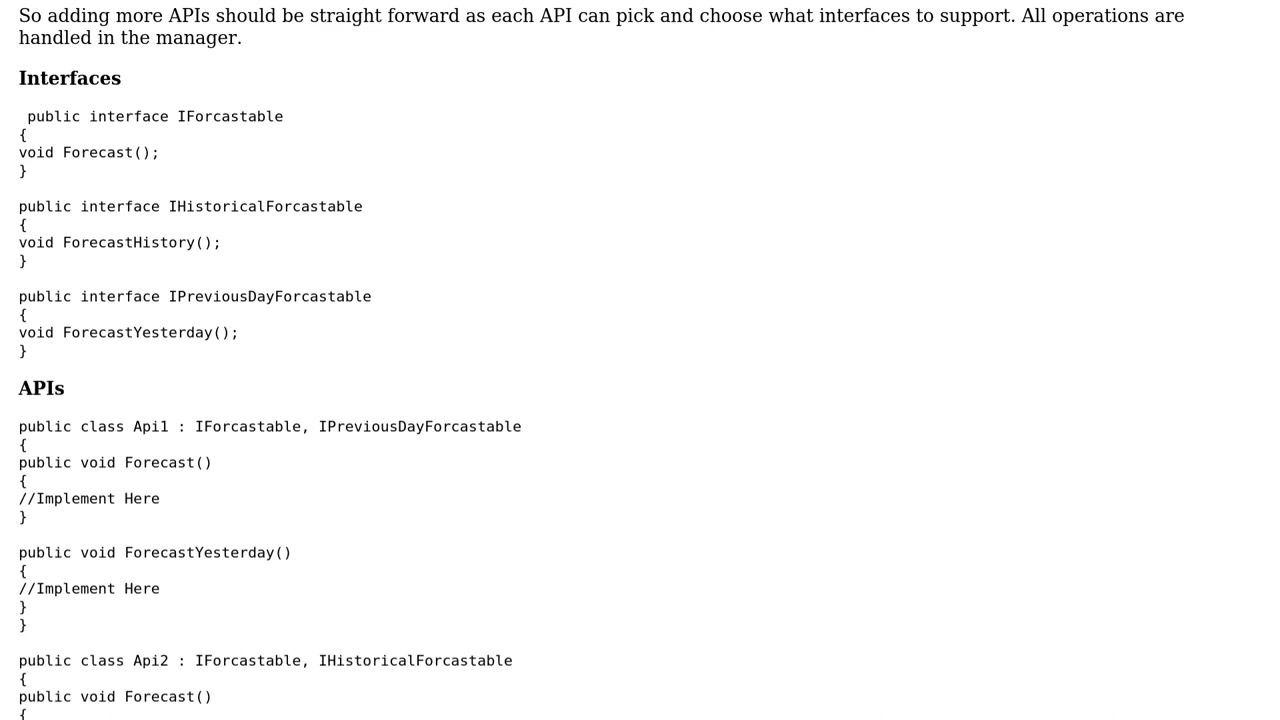 So adding more APIs should be straight forward as each API can pick and choose what interfaces to support. All operations are
handled in the manager.
Interfaces
public interface IForcastable
{
void Forecast();
}
public interface IHistoricalForcastable
{
void ForecastHistory();
}
public interface IPreviousDayForcastable
{
void ForecastYesterday();
}
APIs
public class Api1 : IForcastable, IPreviousDayForcastable
{
public void Forecast()
{
//Implement Here
}
public void ForecastYesterday()
{
//Implement Here
}
}
public class Api2 : IForcastable, IHistoricalForcastable
{
public void Forecast()
{